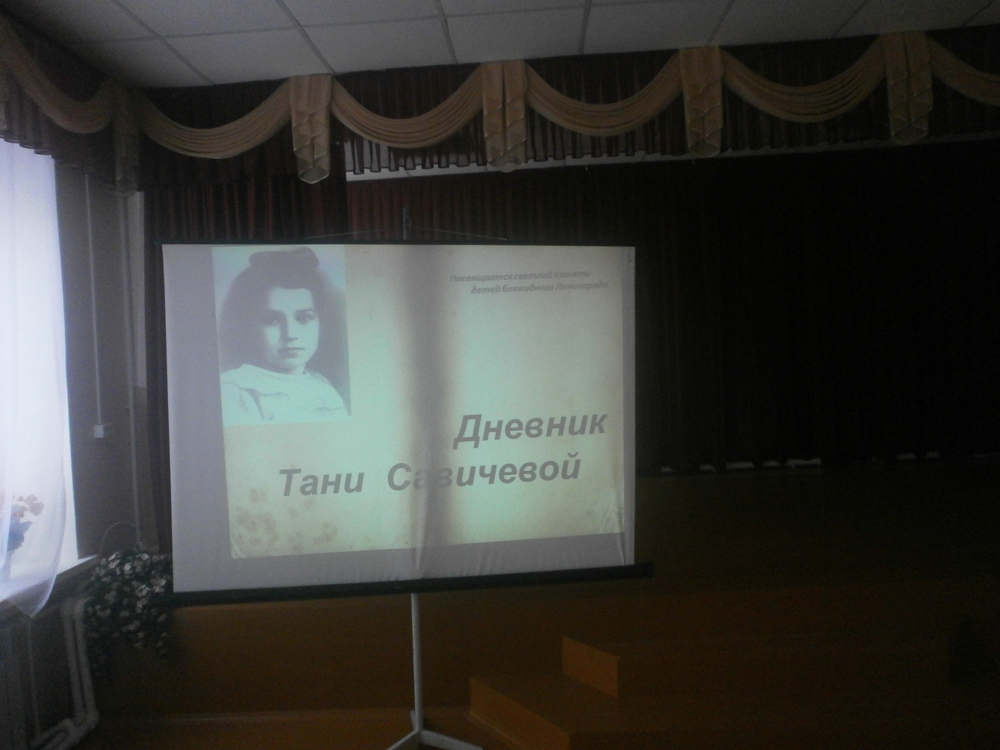 Посвящается светлой памяти
детей блокадного Ленинграда
Дневник
Тани Савичевой